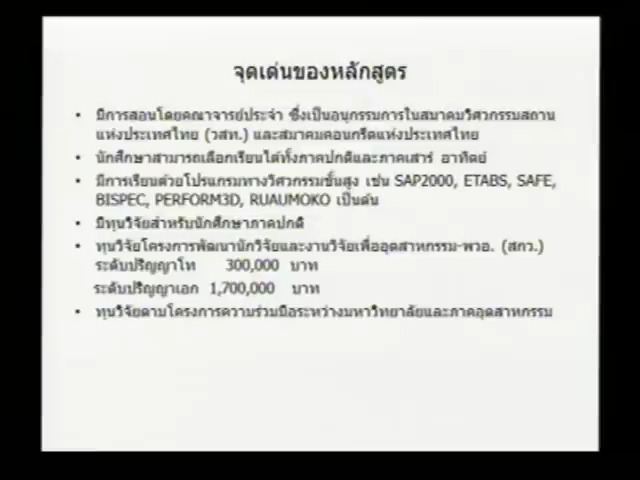 จุดเด่นของหลักสูตร
• มีการสอนโดยคณาจารย์ประจำ ซึ่งเป็นอนุกรรมการในสมาคมวิศวกรรมสถาน
แห่งประเทศไทย (วสท.) และสมาคมคอนกรีตแห่งประเทศไทย
• นักศึกษาสามารถเลือกเรียนได้ทั้งภาคปกติและภาคเสาร์ อาทิตย์
• มีการเรียนด้วยโปรแกรมทางวิศวกรรมชั้นสูง เช่น SAP2000, ETABS, SAFE,
BISPEC, PERFORM3D, RUAUMOKO เป็นต้น
• มีทุนวิจัยสำหรับนักศึกษาภาคปกติ
• ทุนวิจัยโครงการพัฒนานักวิจัยและงานวิจัยเพื่ออุตสาหกรรม-พวอ. (สกว.)
ระดับปริญญาโท 300,000 บาท
ระดับปริญญาเอก 1,700,000 บาท
• ทุนวิจัยตามโครงการความร่วมมือระหว่างมหาวิทยาลัยและภาคอุตสาหกรรม